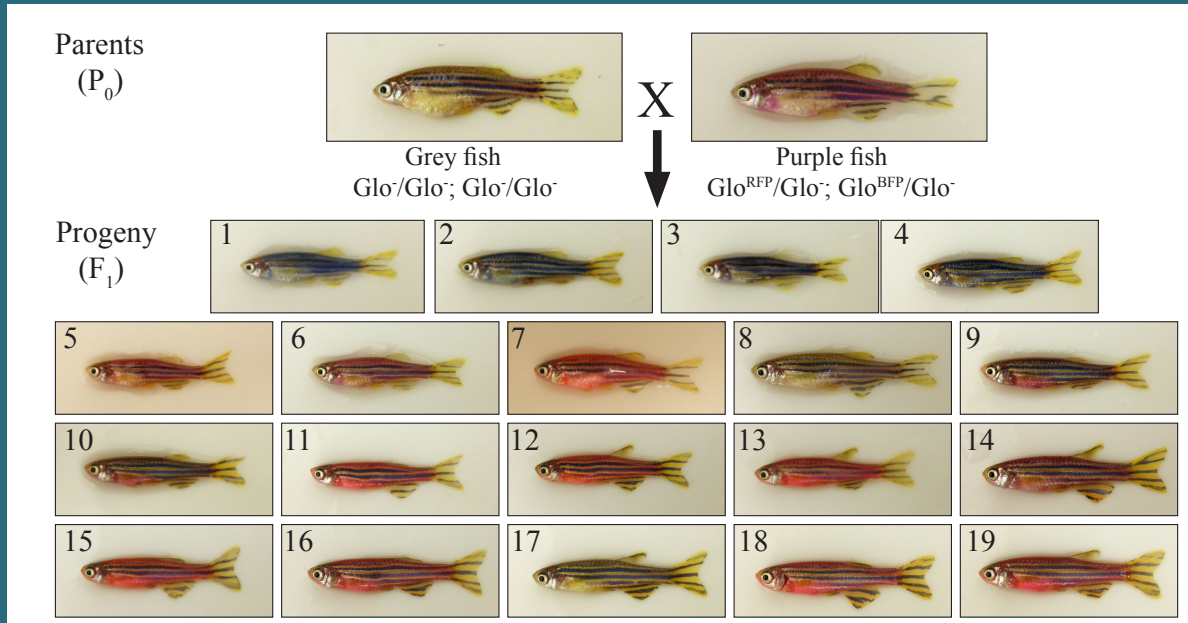 Parents
(P₀)
X
Grey fish
Glo⁻/Glo⁻; Glo⁻/Glo⁻
Purple fish
Gloᴿᶠᴾ/Glo⁻; Gloᴮᶠᴾ/Glo⁻
Progeny
(F₁)
1 2 3 4
5 6 7 8 9
10 11 12 13 14
15 16 17 18 19